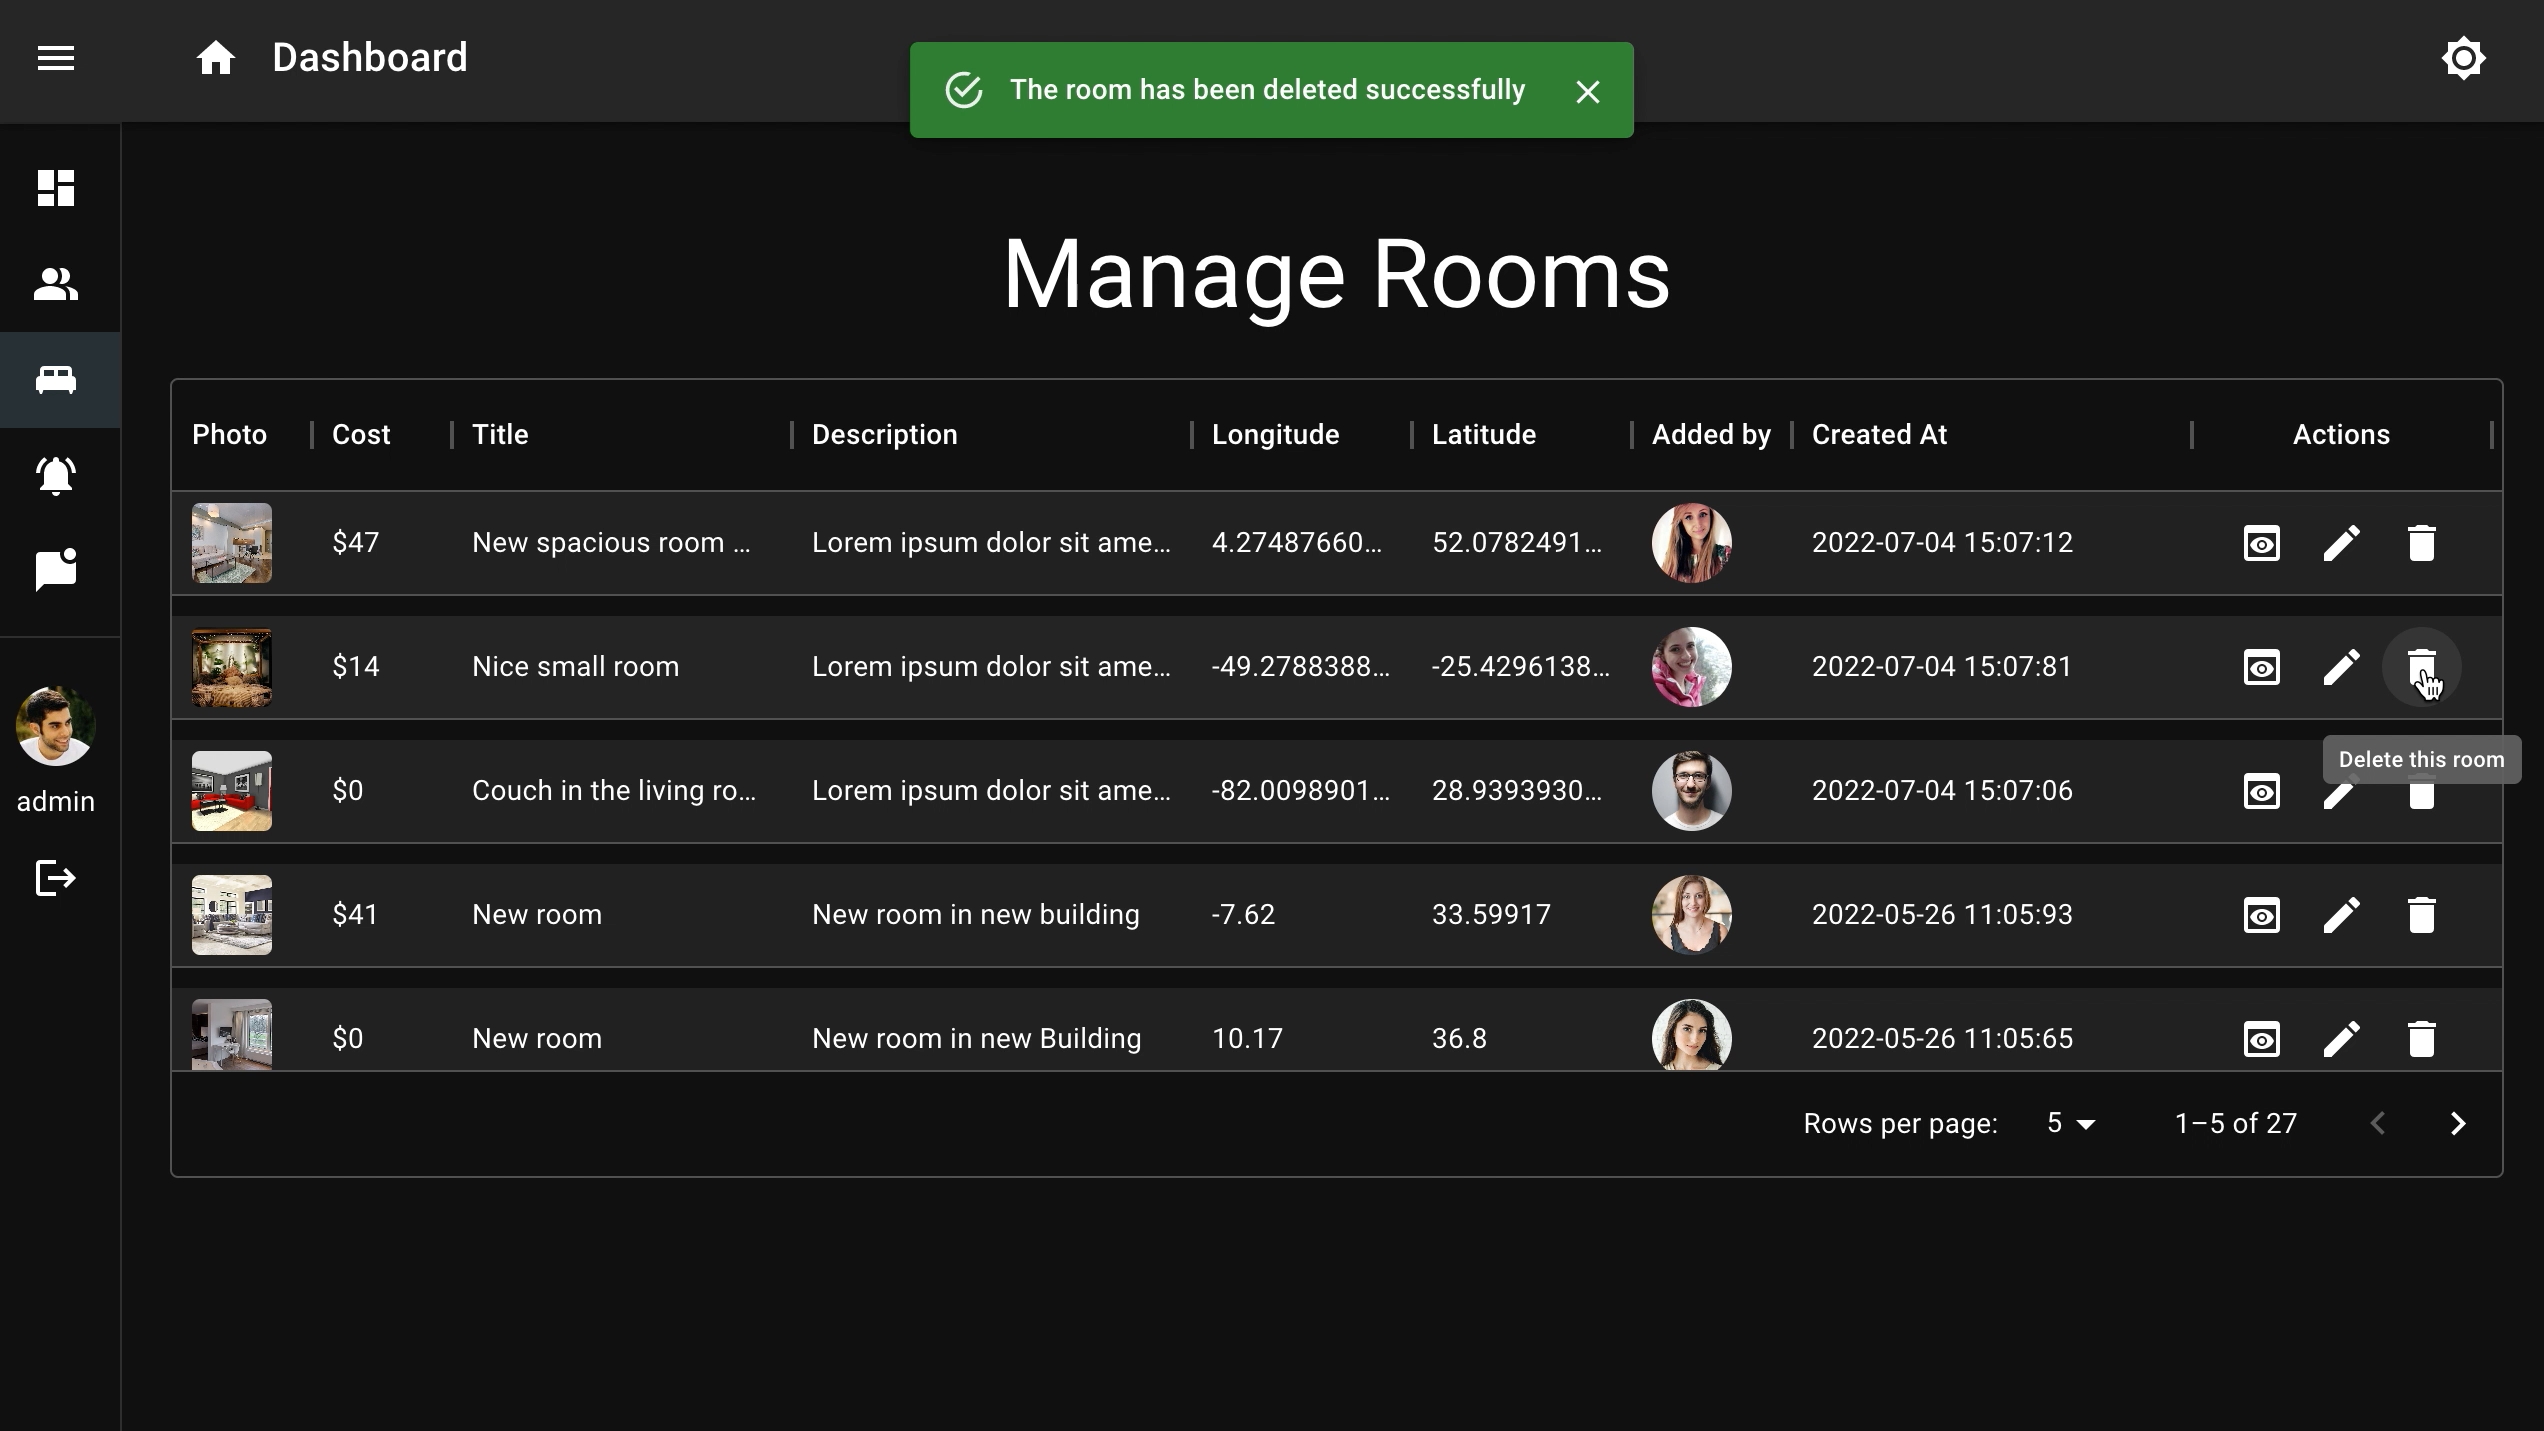 Dashboard
The room has been deleted successfully
Manage Rooms
Photo Cost Title Description Longitude Latitude Added by Created At Actions
$47 New spacious room ... Lorem ipsum dolor sit ame... 4.27487660... 52.0782491... 2022-07-04 15:07:12
$14 Nice small room Lorem ipsum dolor sit ame... -49.2788388... -25.4296138... 2022-07-04 15:07:81
Delete this room
$0 Couch in the living ro... Lorem ipsum dolor sit ame... -82.0098901... 28.9393930... 2022-07-04 15:07:06
admin
$41 New room New room in new building -7.62 33.59917 2022-05-26 11:05:93
$0 New room New room in new Building 10.17 36.8 2022-05-26 11:05:65
Rows per page: 5 1–5 of 27